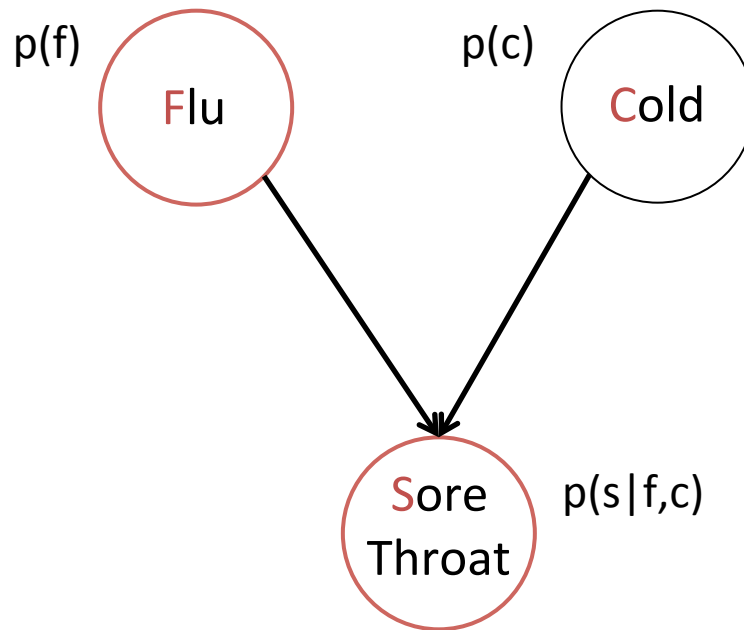 p(f)
Flu
p(c)
Cold
Sore
Throat
p(s|f,c)